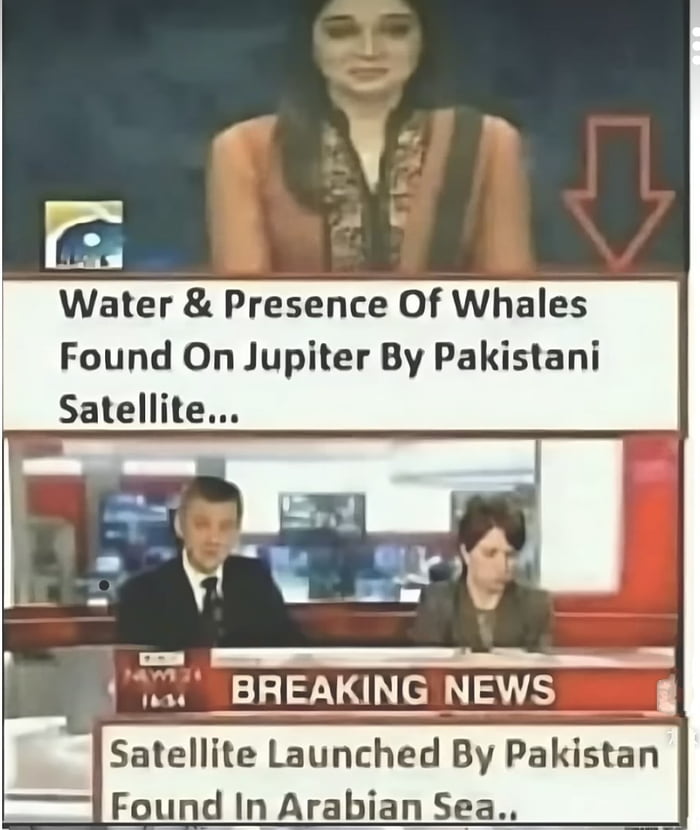 Water & Presence Of Whales
Found On Jupiter By Pakistani
Satellite...
BREAKING NEWS
Satellite Launched By Pakistan
Found In Arabian Sea..